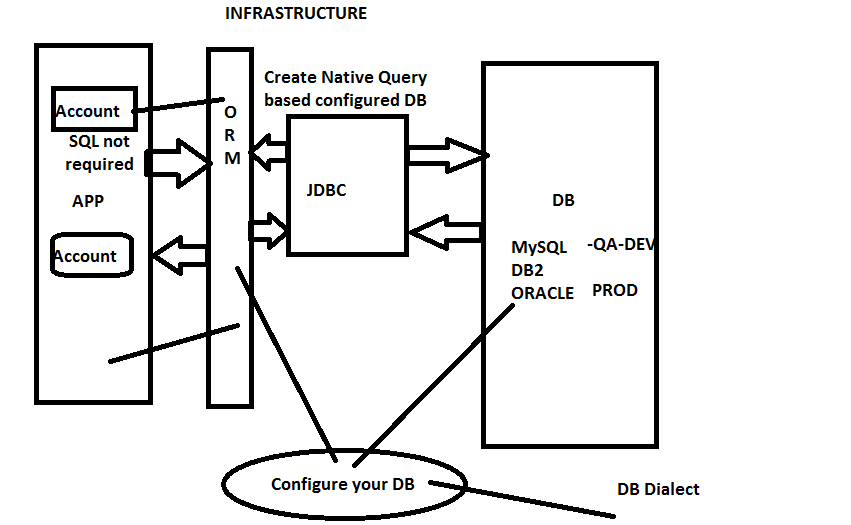 INFRASTRUCTURE
Create Native Query
based configured DB
Account
SQL not
required
APP
Account
O
R
M
JDBC
DB
MySQL -QA-DEV
DB2
ORACLE PROD
Configure your DB
DB Dialect